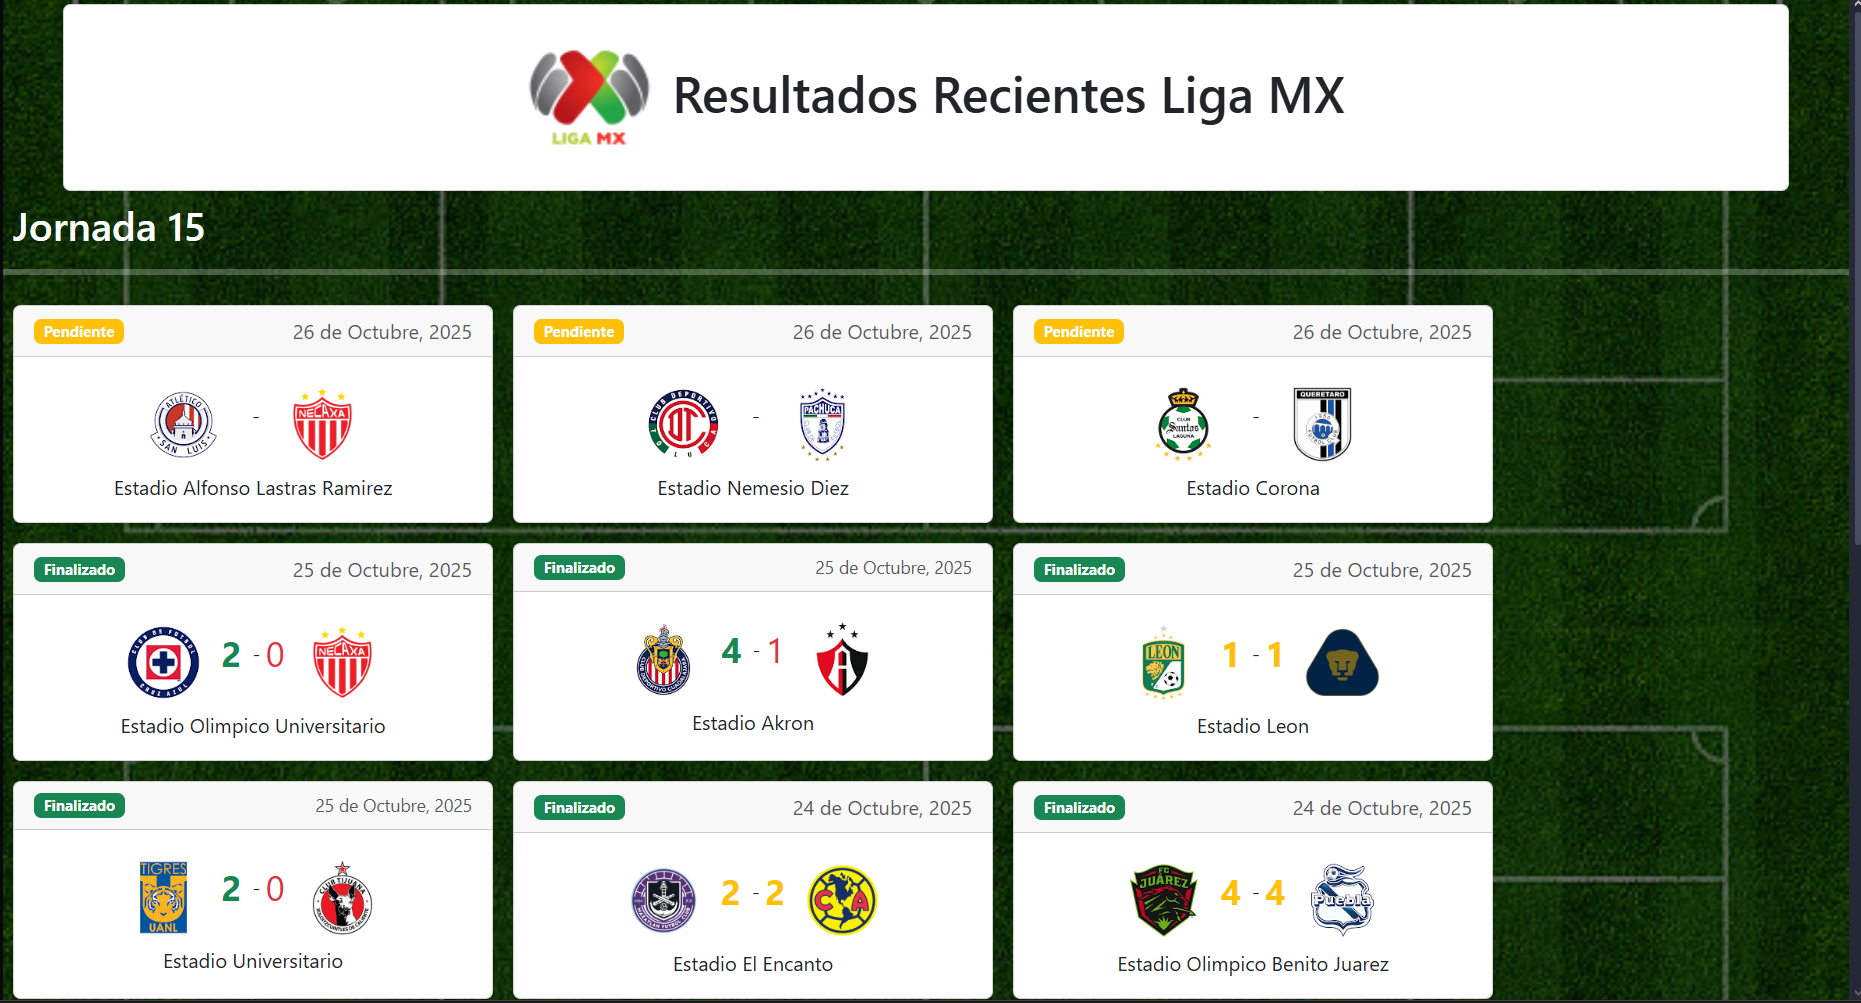 LIGA MX
Resultados Recientes Liga MX
Jornada 15
Pendiente
26 de Octubre, 2025
ATLÉTICO
SAN LUIS
-
NECAXA
Estadio Alfonso Lastras Ramirez
Pendiente
26 de Octubre, 2025
CLUB DEPORTIVO
TOLUCA
-
PACHUCA
Estadio Nemesio Diez
Pendiente
26 de Octubre, 2025
CLUB
Santos
LAGUNA
-
QUERETARO
Estadio Corona
Finalizado
25 de Octubre, 2025
CLUB DE FUTBOL
CRUZ AZUL
2 - 0
NECAXA
Estadio Olimpico Universitario
Finalizado
25 de Octubre, 2025
4 - 1
A
Estadio Akron
Finalizado
25 de Octubre, 2025
LEON
1 - 1
Estadio Leon
Finalizado
25 de Octubre, 2025
TIGRES
UANL
2 - 0
CLUB TIJUANA
Estadio Universitario
Finalizado
24 de Octubre, 2025
MAZATLAN FUTBOL CLUB
2 - 2
CA
Estadio El Encanto
Finalizado
24 de Octubre, 2025
FC
JUÁREZ
4 - 4
Puebla
Estadio Olimpico Benito Juarez